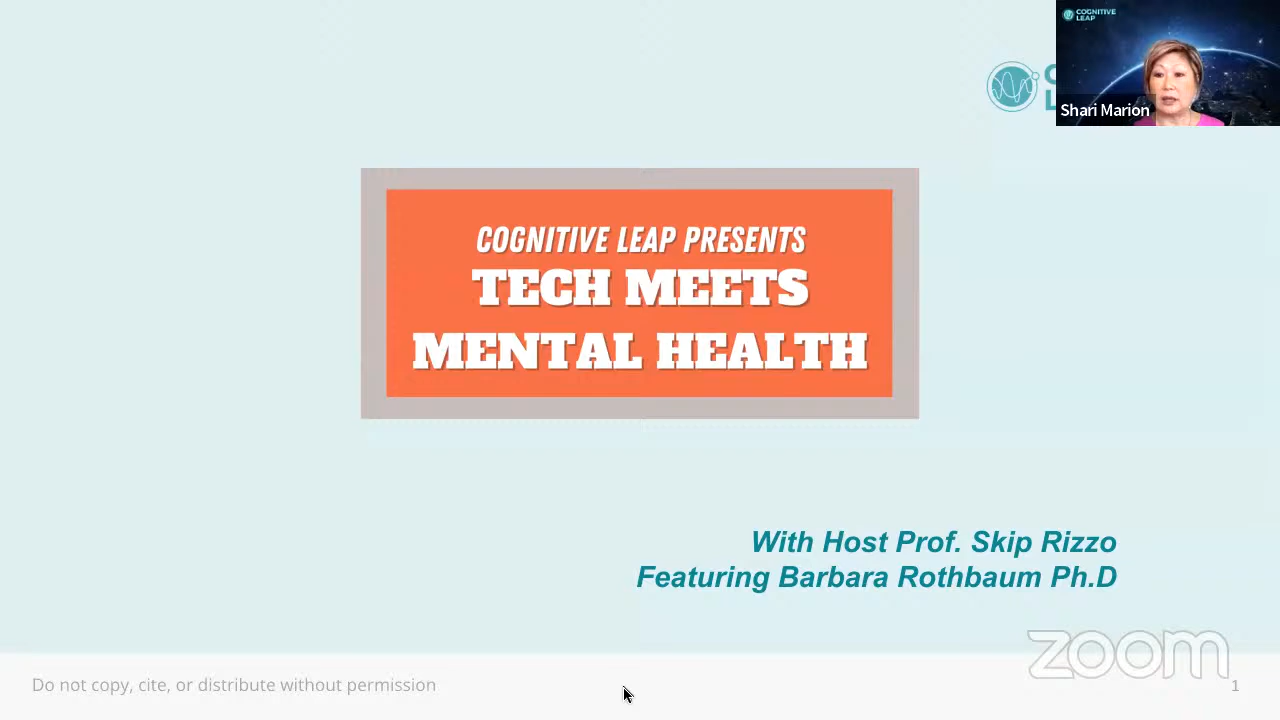 COGNITIVE
LEAP
Shari Marion
COGNITIVE LEAP PRESENTS
TECH MEETS
MENTAL HEALTH
With Host Prof. Skip Rizzo
Featuring Barbara Rothbaum Ph.D
zoom
Do not copy, cite, or distribute without permission
1